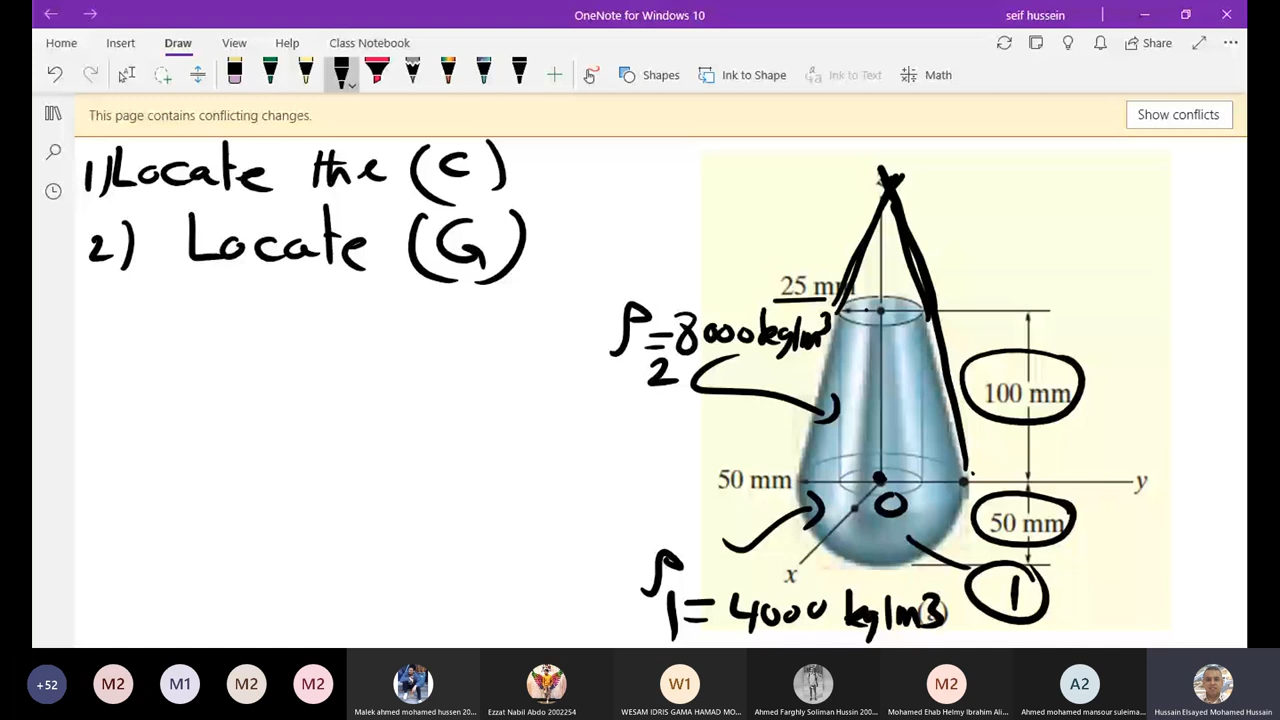 OneNote for Windows 10
seif hussein
Home Insert Draw View Help Class Notebook
Share
Shapes Ink to Shape Ink to Text Math
This page contains conflicting changes.
Show conflicts
1) Locate the (C)
2) Locate (G)
25 mm
ρ2 = 8000 kg/m3
100 mm
50 mm
y
O
50 mm
x
1
ρ1 = 4000 kg/m3
+52 M2 M1 M2 M2 W1 M2 A2
Malek ahmed mohamed hussen 20...
Ezzat Nabil Abdo 2002254
WESAM IDRIS GAMA HAMAD MO...
Ahmed Farghly Soliman Hussin 200...
Mohamed Ehab Helmy Ibrahim Ali...
Ahmed mohamed mansour suleima...
Hussain Elsayed Mohamed Hussain